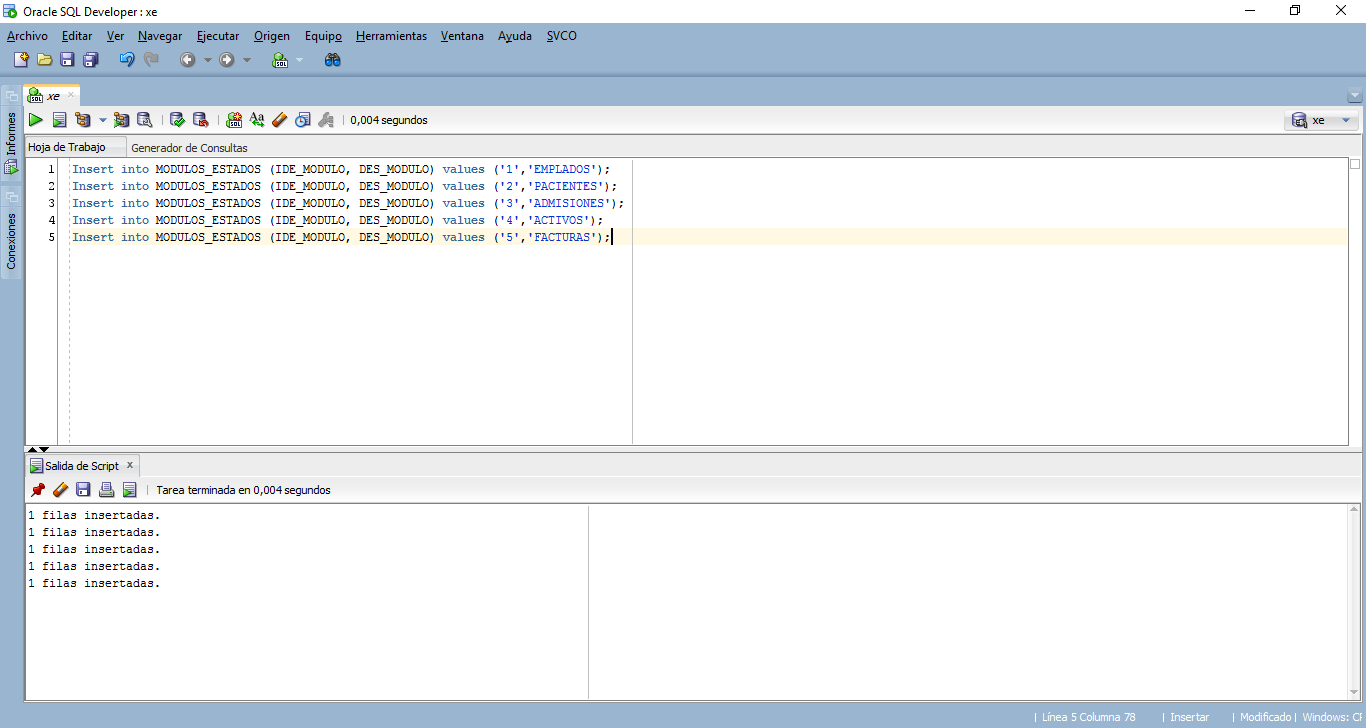 Oracle SQL Developer : xe
Archivo Editar Ver Navegar Ejecutar Origen Equipo Herramientas Ventana Ayuda SVCO
xe
0,004 segundos
xe
Informes
Conexiones
Hoja de Trabajo Generador de Consultas
1 Insert into MODULOS_ESTADOS (IDE_MODULO, DES_MODULO) values ('1','EMPLADOS');
2 Insert into MODULOS_ESTADOS (IDE_MODULO, DES_MODULO) values ('2','PACIENTES');
3 Insert into MODULOS_ESTADOS (IDE_MODULO, DES_MODULO) values ('3','ADMISIONES');
4 Insert into MODULOS_ESTADOS (IDE_MODULO, DES_MODULO) values ('4','ACTIVOS');
5 Insert into MODULOS_ESTADOS (IDE_MODULO, DES_MODULO) values ('5','FACTURAS');
Salida de Script x
Tarea terminada en 0,004 segundos
1 filas insertadas.
1 filas insertadas.
1 filas insertadas.
1 filas insertadas.
1 filas insertadas.
| Línea 5 Columna 78 | Insertar | Modificado | Windows: